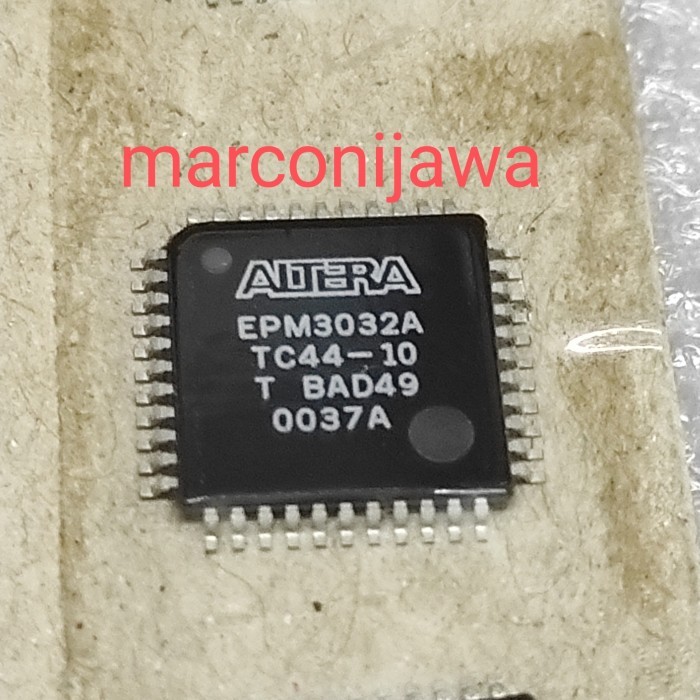 marconijawa
ALTERA
EPM3032A
TC44-10
T BAD49
0037A